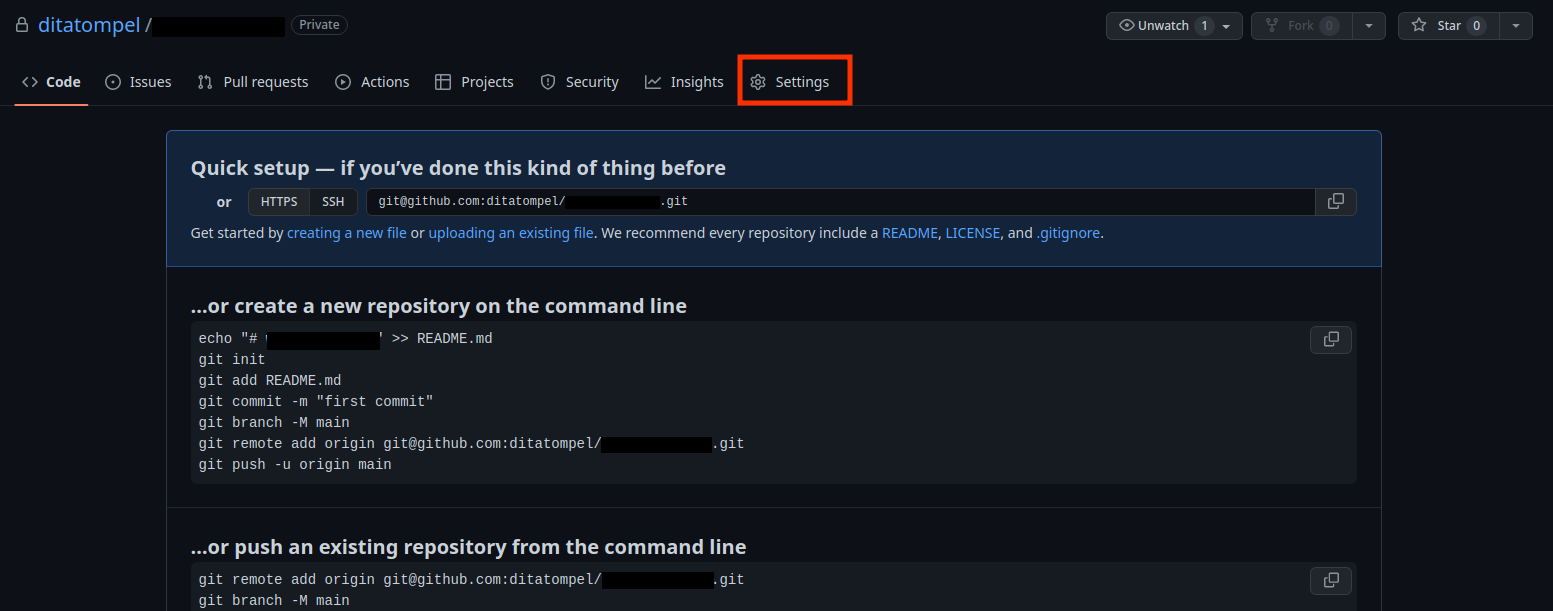 ditatompel / Private Unwatch 1 Fork 0 Star 0
Code Issues Pull requests Actions Projects Security Insights Settings
Quick setup — if you’ve done this kind of thing before
or HTTPS SSH git@github.com:ditatompel/ .git
Get started by creating a new file or uploading an existing file. We recommend every repository include a README, LICENSE, and .gitignore.
…or create a new repository on the command line
echo "# " >> README.md
git init
git add README.md
git commit -m "first commit"
git branch -M main
git remote add origin git@github.com:ditatompel/ .git
git push -u origin main
…or push an existing repository from the command line
git remote add origin git@github.com:ditatompel/ .git
git branch -M main